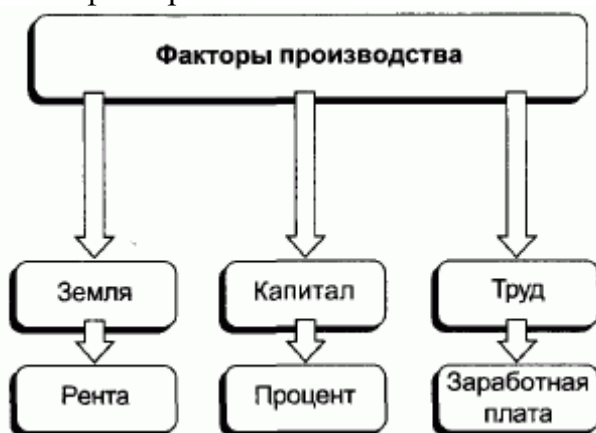 Факторы производства
Земля
Капитал
Труд
Рента
Процент
Заработная
плата